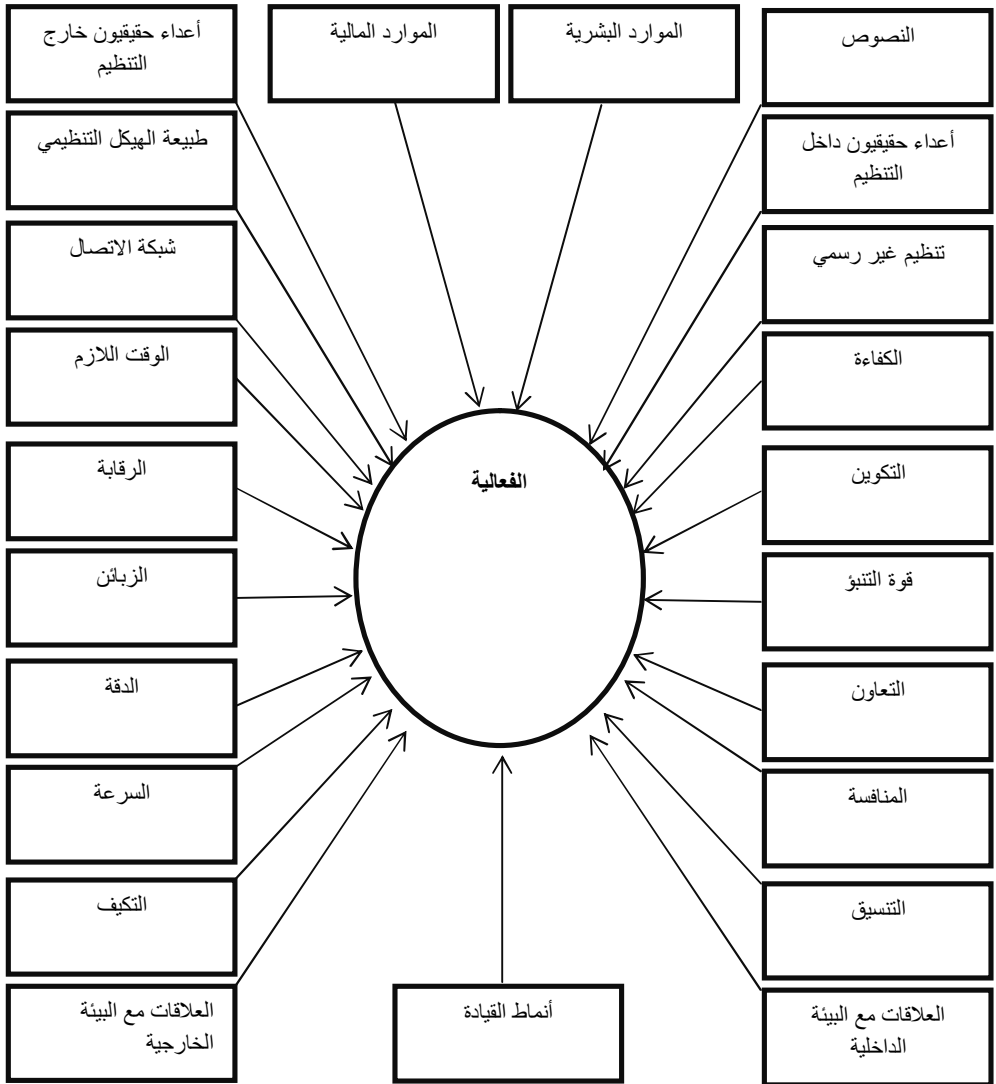 النصوص
الموارد البشرية
الموارد المالية
أعداء حقيقيون خارج
التنظيم
أعداء حقيقيون داخل
التنظيم
طبيعة الهيكل التنظيمي
تنظيم غير رسمي
شبكة الاتصال
الكفاءة
الوقت اللازم
الفعالية
التكوين
الرقابة
قوة التنبؤ
الزبائن
التعاون
الدقة
المنافسة
السرعة
التنسيق
التكيف
العلاقات مع البيئة
الداخلية
أنماط القيادة
العلاقات مع البيئة
الخارجية